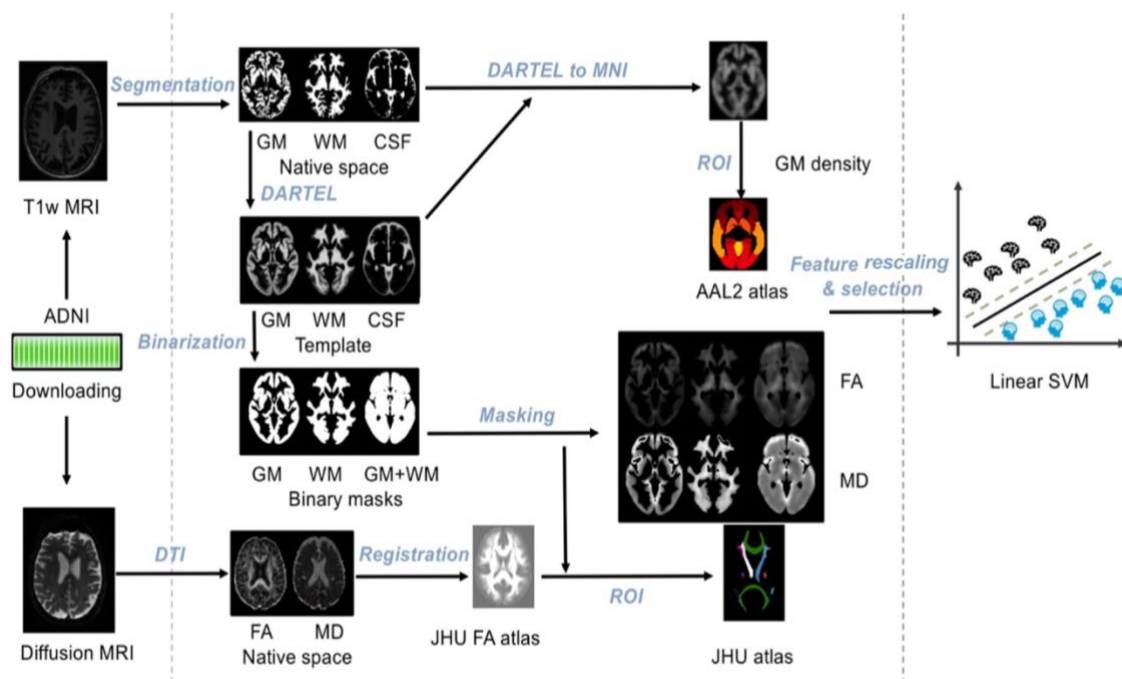 Segmentation
DARTEL to MNI
GM WM CSF
Native space
ROI
GM density
DARTEL
T1w MRI
Feature rescaling
& selection
AAL2 atlas
ADNI
GM WM CSF
Binarization
Template
Downloading
FA
Linear SVM
Masking
GM WM GM+WM
Binary masks
MD
DTI
Registration
ROI
FA MD
Native space
JHU FA atlas
Diffusion MRI
JHU atlas